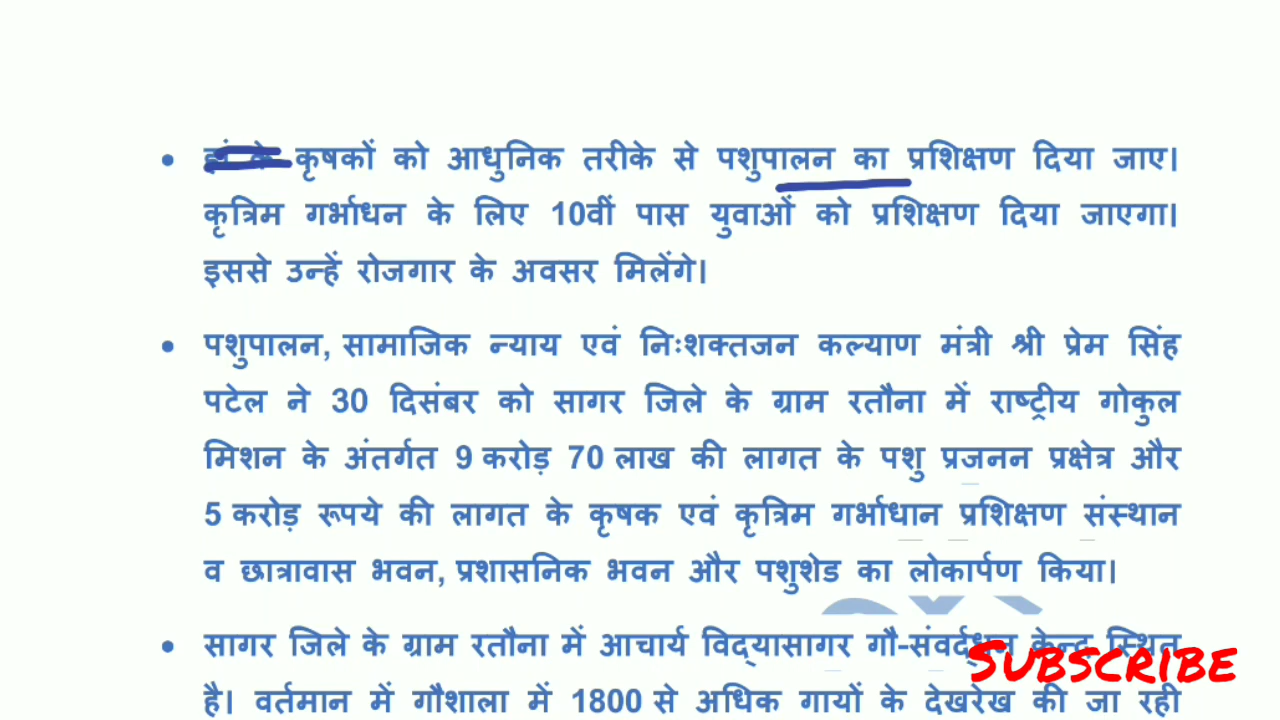 के कृषकों को आधुनिक तरीके से पशुपालन का प्रशिक्षण दिया जाए।
कृत्रिम गर्भाधन के लिए 10वीं पास युवाओं को प्रशिक्षण दिया जाएगा।
इससे उन्हें रोजगार के अवसर मिलेंगे।
पशुपालन, सामाजिक न्याय एवं निःशक्तजन कल्याण मंत्री श्री प्रेम सिंह
पटेल ने 30 दिसंबर को सागर जिले के ग्राम रतौना में राष्ट्रीय गोकुल
मिशन के अंतर्गत 9 करोड़ 70 लाख की लागत के पशु प्रजनन प्रक्षेत्र और
5 करोड़ रूपये की लागत के कृषक एवं कृत्रिम गर्भाधान प्रशिक्षण संस्थान
व छात्रावास भवन, प्रशासनिक भवन और पशुशेड का लोकार्पण किया।
सागर जिले के ग्राम रतौना में आचार्य विद्यासागर गौ-संवर्द्धन केन्द्र स्थित
है। वर्तमान में गौशाला में 1800 से अधिक गायों के देखरेख की जा रही
SUBSCRIBE